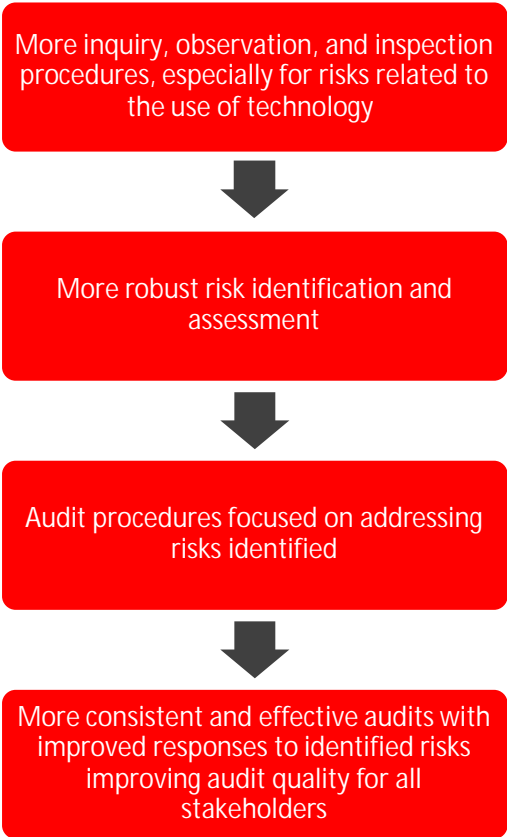 More inquiry, observation, and inspection
procedures, especially for risks related to
the use of technology
More robust risk identification and
assessment
Audit procedures focused on addressing
risks identified
More consistent and effective audits with
improved responses to identified risks
improving audit quality for all
stakeholders